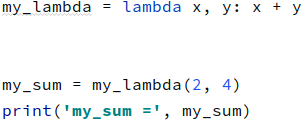 my_lambda = lambda x, y: x + y
my_sum = my_lambda(2, 4)
print('my_sum =', my_sum)